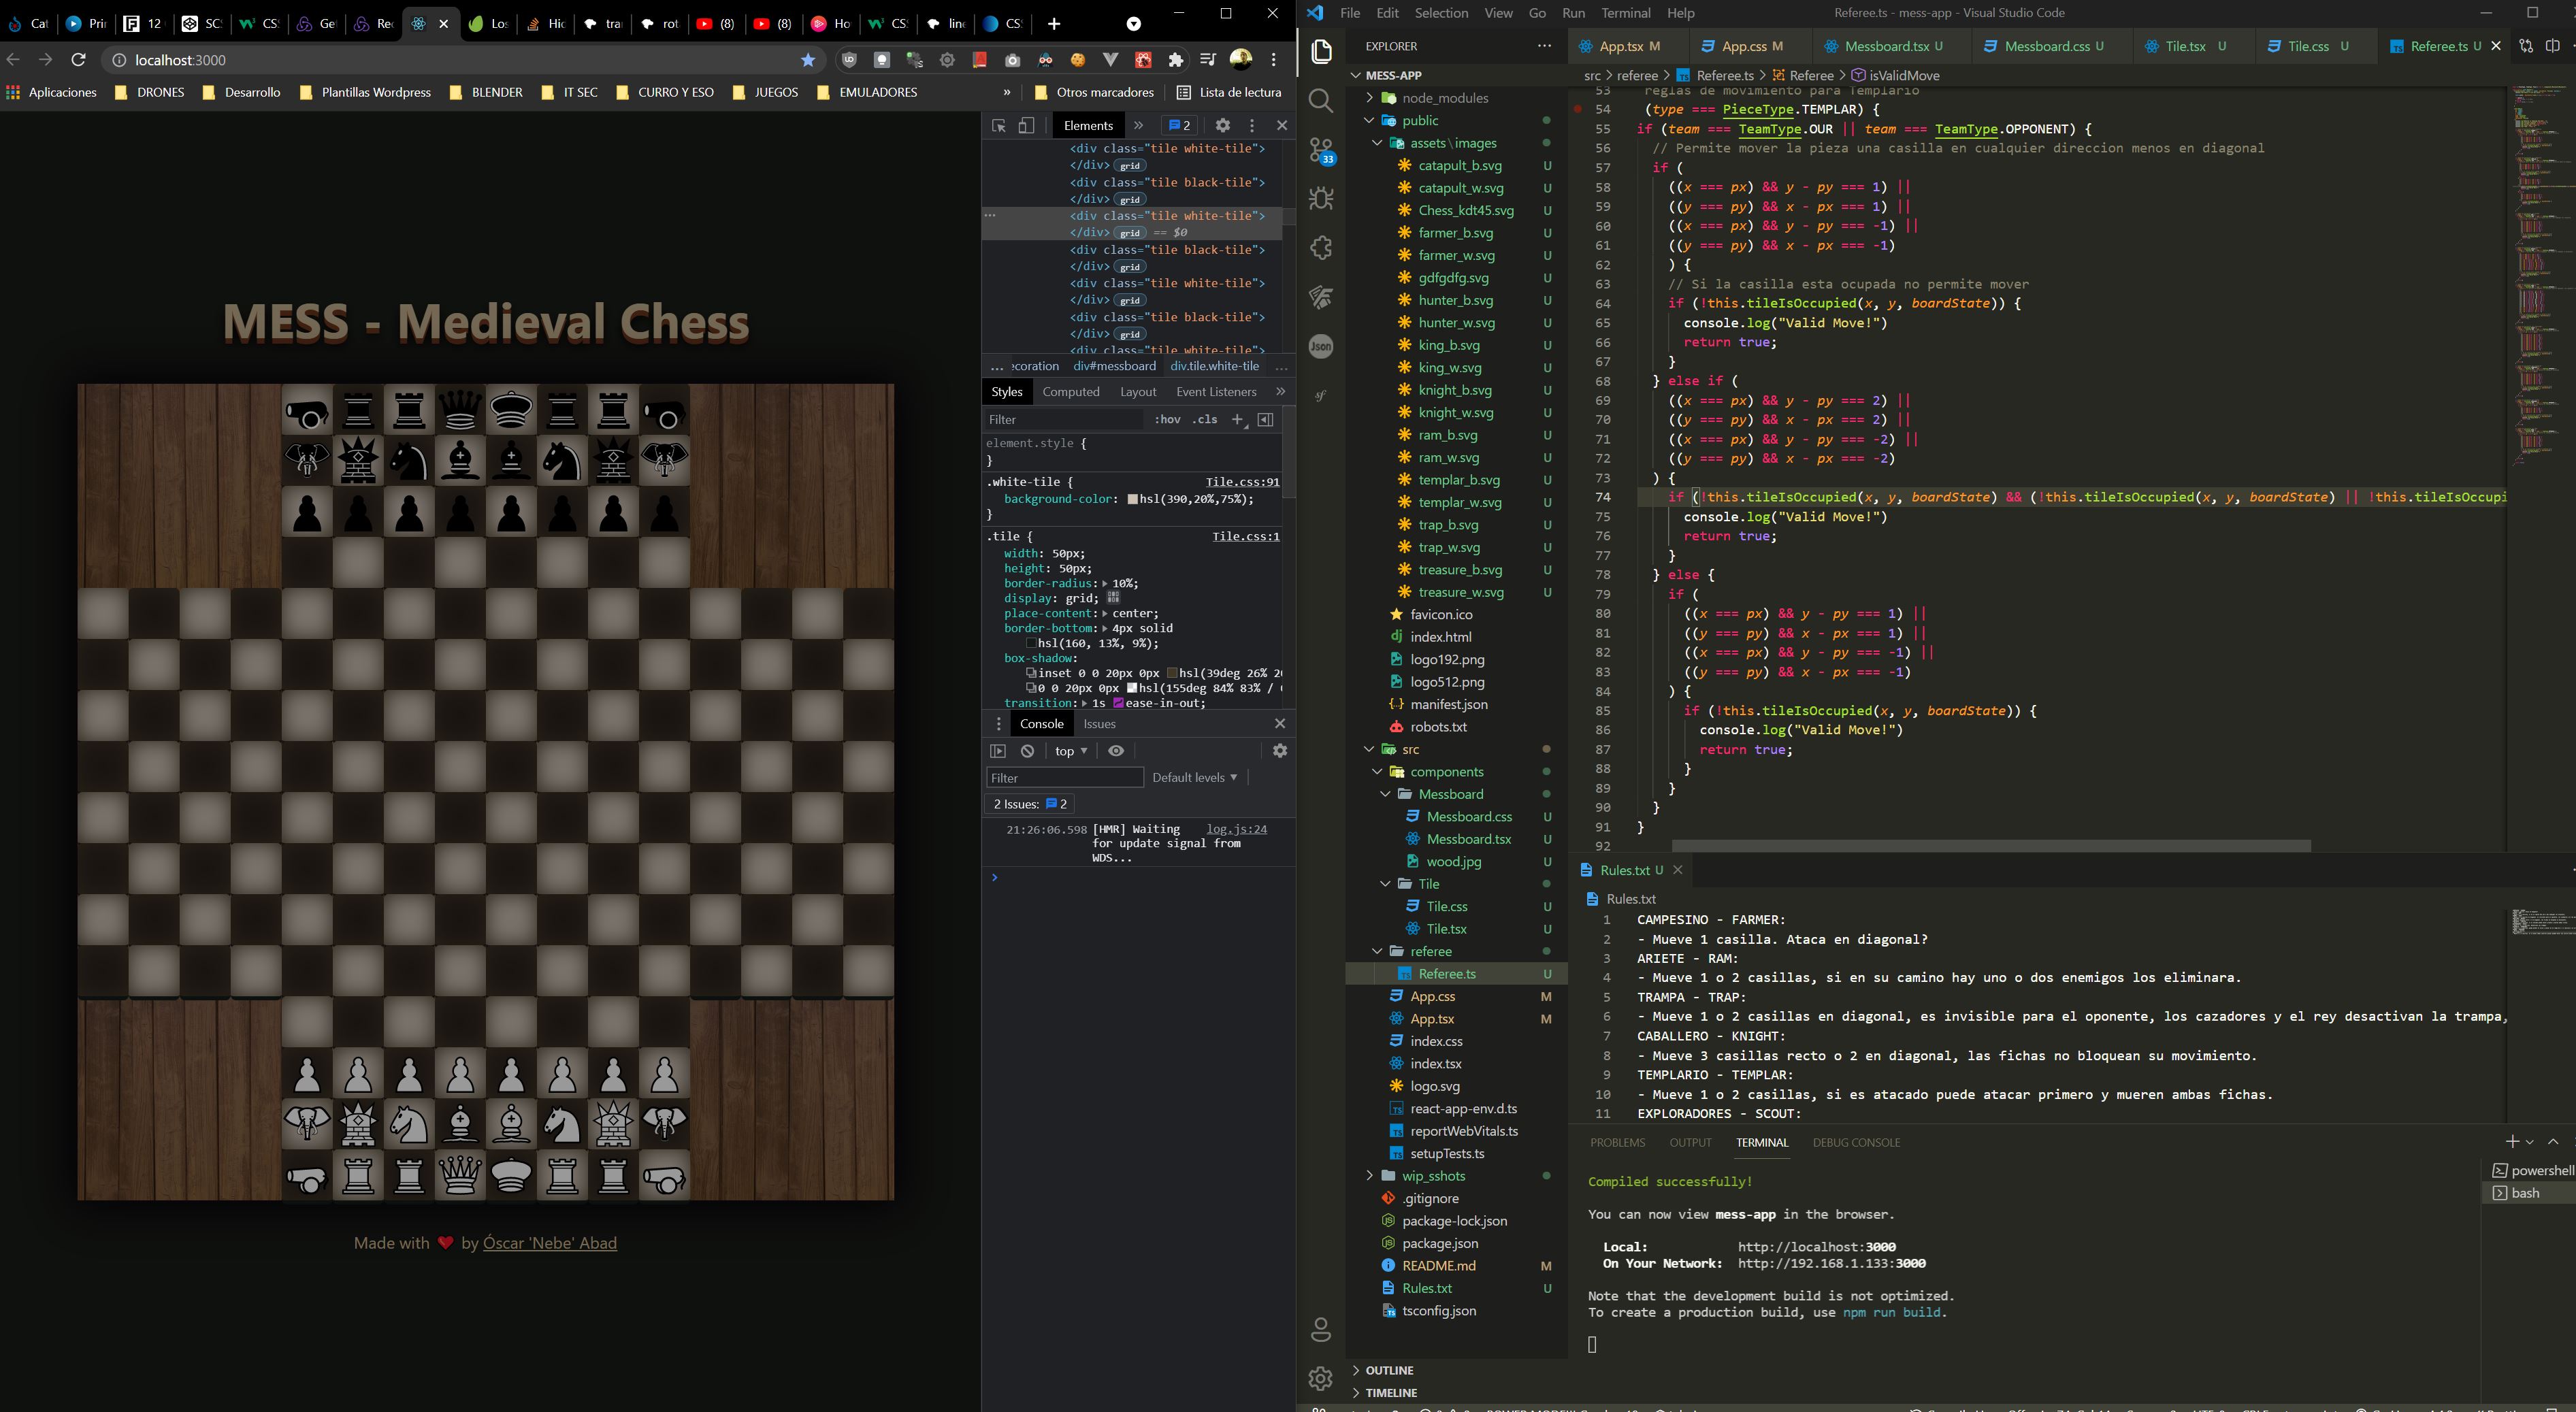 Cat
Pri
12
SC
CS
Ge
Re
Los
Hic
tra
rot
(8)
(8)
Ho
CS
line
CS
localhost:3000
Aplicaciones
DRONES
Desarrollo
Plantillas Wordpress
BLENDER
IT SEC
CURRO Y ESO
JUEGOS
EMULADORES
»
Otros marcadores
Lista de lectura
MESS - Medieval Chess
Made with ❤ by Óscar 'Nebe' Abad
Elements » 2
<div class="tile white-tile">
</div> grid
<div class="tile black-tile">
</div> grid
<div class="tile white-tile">
</div> grid == $0
<div class="tile black-tile">
</div> grid
<div class="tile white-tile">
</div> grid
<div class="tile black-tile">
</div> grid
<div class="tile white-tile">
... ecoration div#messboard div.tile.white-tile ...
Styles Computed Layout Event Listeners »
Filter :hov .cls +
element.style {
}
.white-tile { Tile.css:91
background-color: hsl(390,20%,75%);
}
.tile { Tile.css:1
width: 50px;
height: 50px;
border-radius: 10%;
display: grid;
place-content: center;
border-bottom: 4px solid
hsl(160, 13%, 9%);
box-shadow:
inset 0 0 20px 0px hsl(39deg 26% 2
0 0 20px 0px hsl(155deg 84% 83% /
transition: 1s ease-in-out;
Console Issues
top
Filter Default levels
2 Issues: 2
21:26:06.598 [HMR] Waiting log.js:24
for update signal from
WDS...
File Edit Selection View Go Run Terminal Help
Referee.ts - mess-app - Visual Studio Code
EXPLORER
MESS-APP
node_modules
public
assets\images
catapult_b.svg U
catapult_w.svg U
Chess_kdt45.svg U
farmer_b.svg U
farmer_w.svg U
gdfgdfg.svg U
hunter_b.svg U
hunter_w.svg U
king_b.svg U
king_w.svg U
knight_b.svg U
knight_w.svg U
ram_b.svg U
ram_w.svg U
templar_b.svg U
templar_w.svg U
trap_b.svg U
trap_w.svg U
treasure_b.svg U
treasure_w.svg U
favicon.ico
index.html
logo192.png
logo512.png
manifest.json
robots.txt
src
components
Messboard
Messboard.css U
Messboard.tsx U
wood.jpg U
Tile
Tile.css U
Tile.tsx U
referee
Referee.ts U
App.css M
App.tsx M
index.css
index.tsx
logo.svg
react-app-env.d.ts
reportWebVitals.ts
setupTests.ts
wip_sshots
.gitignore
package-lock.json
package.json
README.md M
Rules.txt U
tsconfig.json
OUTLINE
TIMELINE
33
Json
App.tsx M App.css M Messboard.tsx U Messboard.css U Tile.tsx U Tile.css U Referee.ts U
src > referee > Referee.ts > Referee > isValidMove
53 reglas de movimiento para Templario
54 (type === PieceType.TEMPLAR) {
55 if (team === TeamType.OUR || team === TeamType.OPPONENT) {
56 // Permite mover la pieza una casilla en cualquier direccion menos en diagonal
57 if (
58 ((x === px) && y - py === 1) ||
59 ((y === py) && x - px === 1) ||
60 ((x === px) && y - py === -1) ||
61 ((y === py) && x - px === -1)
62 ) {
63 // Si la casilla esta ocupada no permite mover
64 if (!this.tileIsOccupied(x, y, boardState)) {
65 console.log("Valid Move!")
66 return true;
67 }
68 } else if (
69 ((x === px) && y - py === 2) ||
70 ((y === py) && x - px === 2) ||
71 ((x === px) && y - py === -2) ||
72 ((y === py) && x - px === -2)
73 ) {
74 if (!this.tileIsOccupied(x, y, boardState) && (!this.tileIsOccupied(x, y, boardState) || !this.tileIsOccupi
75 console.log("Valid Move!")
76 return true;
77 }
78 } else {
79 if (
80 ((x === px) && y - py === 1) ||
81 ((y === py) && x - px === 1) ||
82 ((x === px) && y - py === -1) ||
83 ((y === py) && x - px === -1)
84 ) {
85 if (!this.tileIsOccupied(x, y, boardState)) {
86 console.log("Valid Move!")
87 return true;
88 }
89 }
90 }
91 }
92
Rules.txt U
Rules.txt
1 CAMPESINO - FARMER:
2 - Mueve 1 casilla. Ataca en diagonal?
3 ARIETE - RAM:
4 - Mueve 1 o 2 casillas, si en su camino hay uno o dos enemigos los eliminara.
5 TRAMPA - TRAP:
6 - Mueve 1 o 2 casillas en diagonal, es invisible para el oponente, los cazadores y el rey desactivan la trampa,
7 CABALLERO - KNIGHT:
8 - Mueve 3 casillas recto o 2 en diagonal, las fichas no bloquean su movimiento.
9 TEMPLARIO - TEMPLAR:
10 - Mueve 1 o 2 casillas, si es atacado puede atacar primero y mueren ambas fichas.
11 EXPLORADORES - SCOUT:
PROBLEMS OUTPUT TERMINAL DEBUG CONSOLE
Compiled successfully!
You can now view mess-app in the browser.
Local: http://localhost:3000
On Your Network: http://192.168.1.133:3000
Note that the development build is not optimized.
To create a production build, use npm run build.
powershell
bash